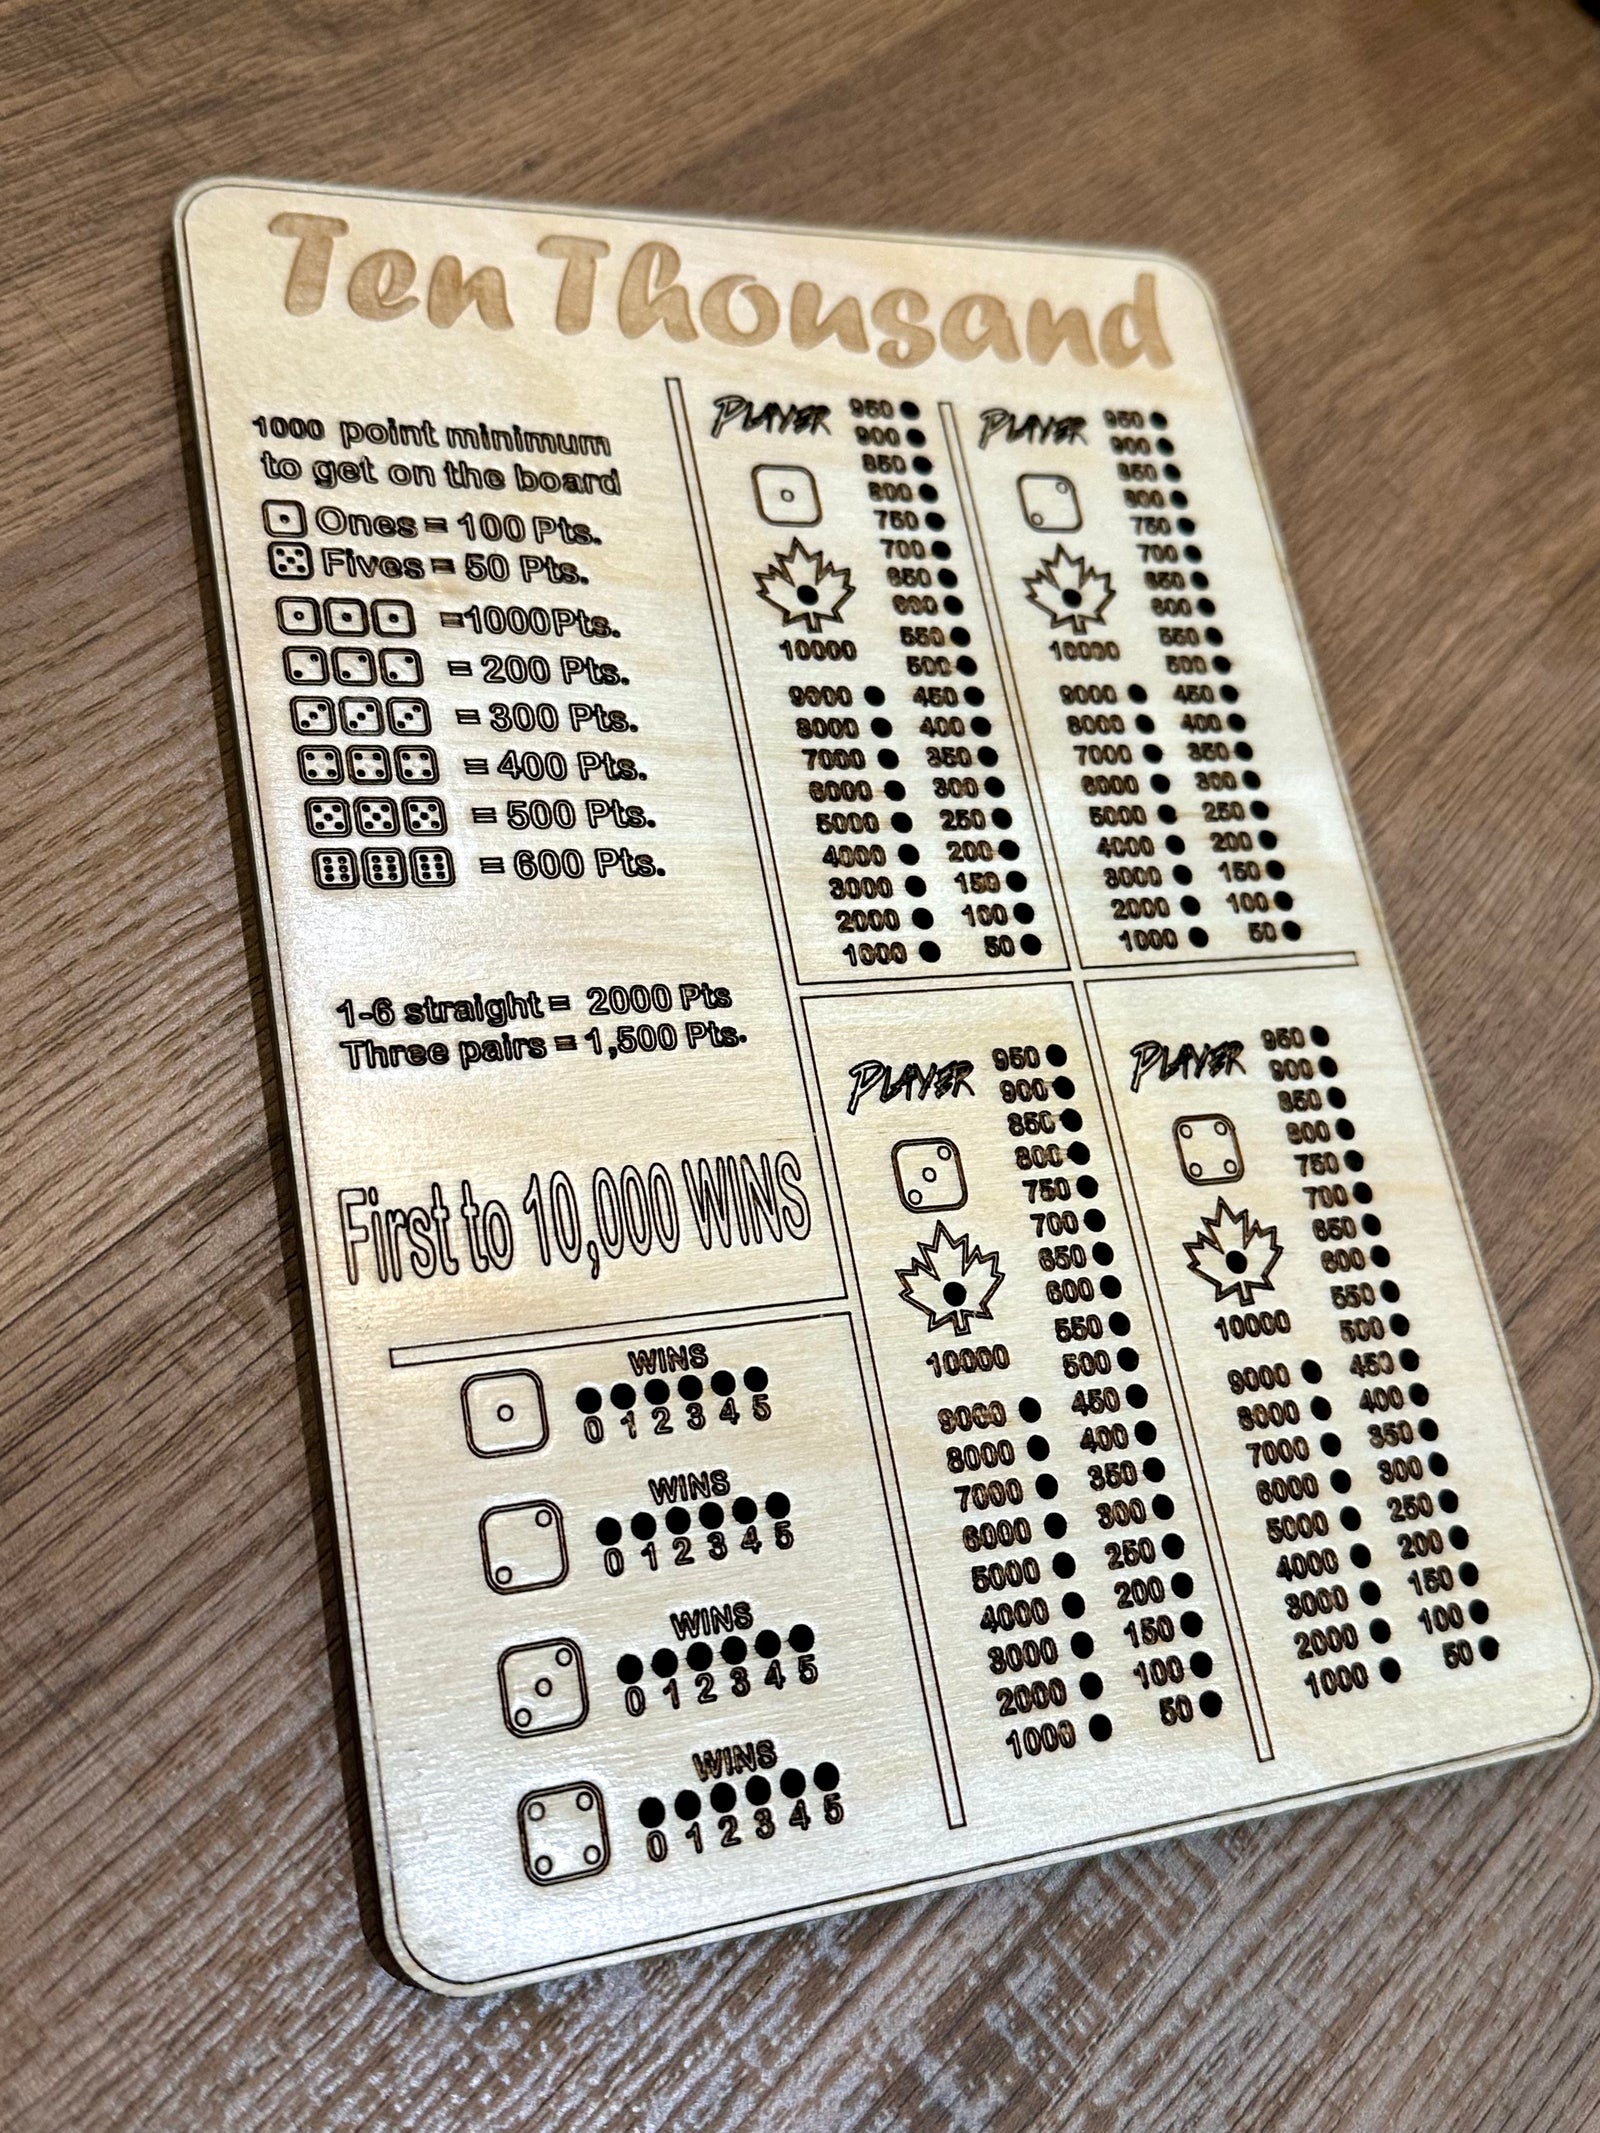 Ten Thousand
1000 point minimum
to get on the board
Ones = 100 Pts.
Fives = 50 Pts.
=1000Pts.
= 200 Pts.
= 300 Pts.
= 400 Pts.
= 500 Pts.
= 600 Pts.
1-6 straight = 2000 Pts
Three pairs = 1,500 Pts.
First to 10,000 WINS
WINS
0 1 2 3 4 5
WINS
0 1 2 3 4 5
WINS
0 1 2 3 4 5
WINS
0 1 2 3 4 5
PLAYER 950
900
850
800
750
700
650
600
550
10000 500
9000 450
8000 400
7000 350
6000 300
5000 250
4000 200
3000 150
2000 100
1000 50
PLAYER 950
900
850
800
750
700
650
600
550
10000 500
9000 450
8000 400
7000 350
6000 300
5000 250
4000 200
3000 150
2000 100
1000 50
PLAYER 950
900
850
800
750
700
650
600
550
10000 500
9000 450
8000 400
7000 350
6000 300
5000 250
4000 200
3000 150
2000 100
1000 50
PLAYER 950
900
850
800
750
700
650
600
550
10000 500
9000 450
8000 400
7000 350
6000 300
5000 250
4000 200
3000 150
2000 100
1000 50